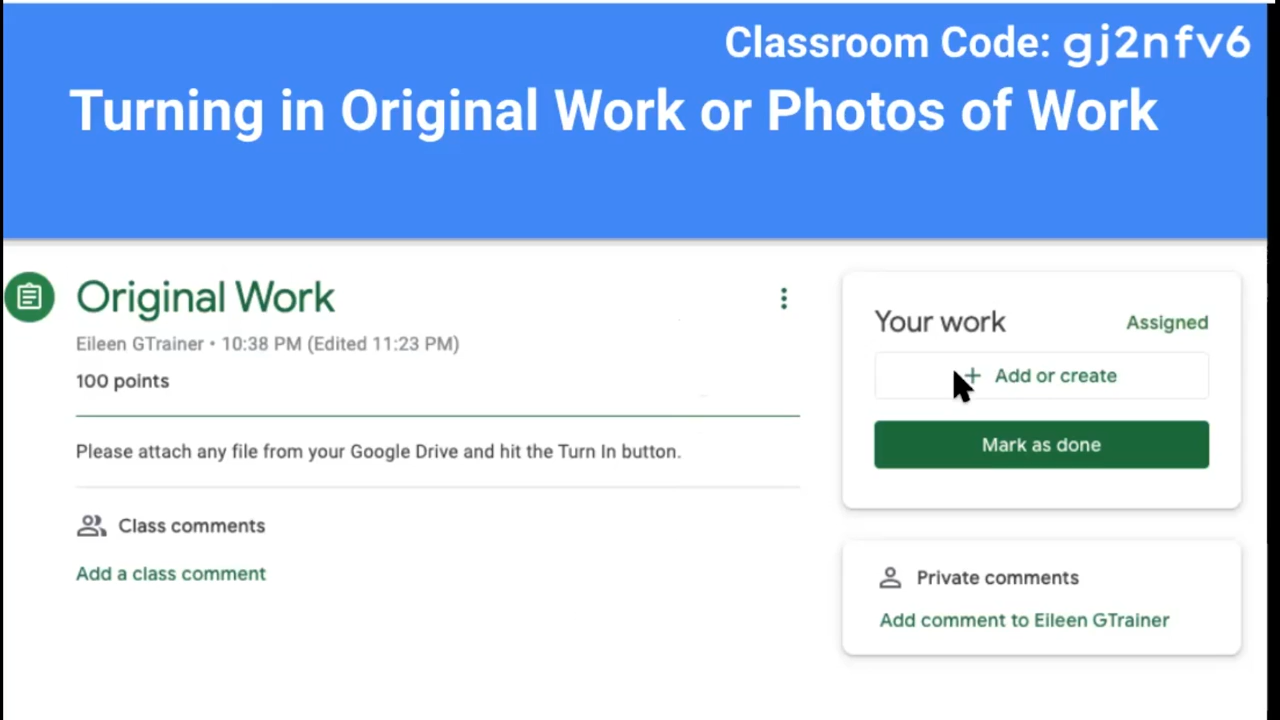 Classroom Code: gj2nfv6
Turning in Original Work or Photos of Work
Original Work
Eileen GTrainer • 10:38 PM (Edited 11:23 PM)
100 points
Please attach any file from your Google Drive and hit the Turn In button.
Class comments
Add a class comment
Your work
Assigned
+ Add or create
Mark as done
Private comments
Add comment to Eileen GTrainer